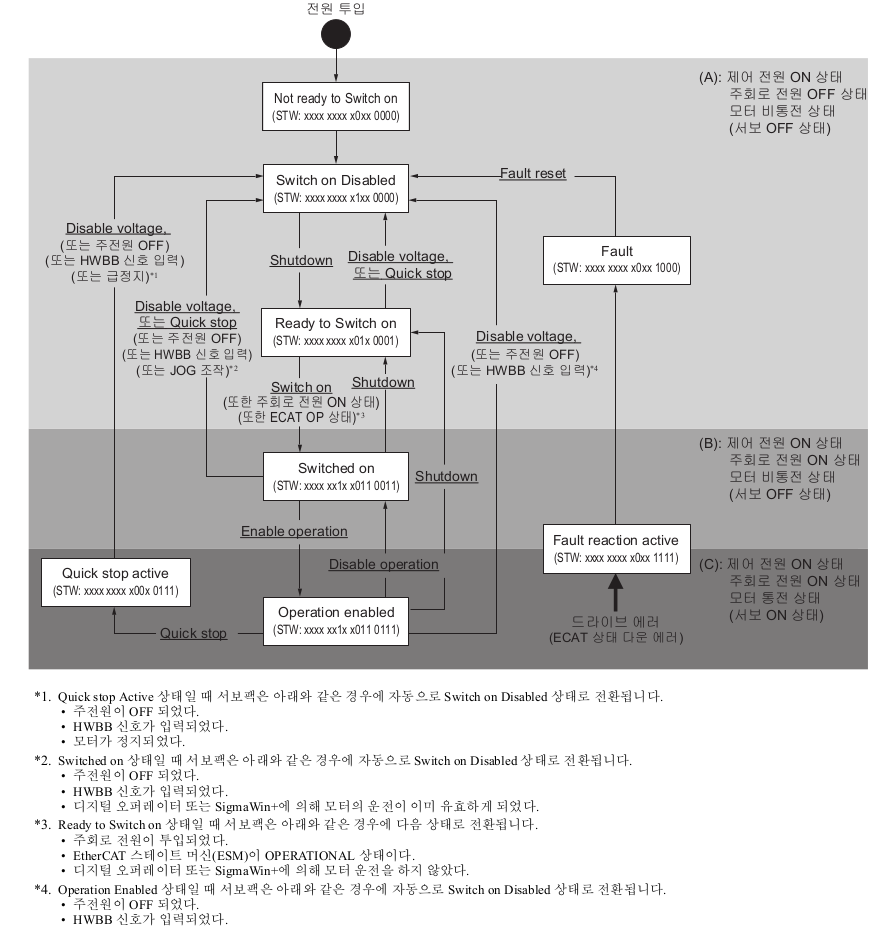 전원 투입
Not ready to Switch on
(STW: xxxx xxxx x0xx 0000)
(A): 제어 전원 ON 상태
주회로 전원 OFF 상태
모터 비통전 상태
(서보 OFF 상태)
Switch on Disabled
(STW: xxxx xxxx x1xx 0000)
Fault reset
Disable voltage,
(또는 주전원 OFF)
(또는 HWBB 신호 입력)
(또는 급정지)*1
Shutdown
Disable voltage,
또는 Quick stop
Fault
(STW: xxxx xxxx x0xx 1000)
Disable voltage,
또는 Quick stop
(또는 주전원 OFF)
(또는 HWBB 신호 입력)
(또는 JOG 조작)*2
Ready to Switch on
(STW: xxxx xxxx x01x 0001)
Disable voltage,
(또는 주전원 OFF)
(또는 HWBB 신호 입력)*4
Switch on
(또한 주회로 전원 ON 상태)
(또한 ECAT OP 상태)*3
Shutdown
(B): 제어 전원 ON 상태
주회로 전원 ON 상태
모터 비통전 상태
(서보 OFF 상태)
Switched on
(STW: xxxx xx1x x011 0011)
Shutdown
Enable operation
Disable operation
Fault reaction active
(STW: xxxx xxxx x0xx 1111)
(C): 제어 전원 ON 상태
주회로 전원 ON 상태
모터 통전 상태
(서보 ON 상태)
Quick stop active
(STW: xxxx xxxx x00x 0111)
Operation enabled
(STW: xxxx xx1x x011 0111)
Quick stop
드라이브 에러
(ECAT 상태 다운 에러)
*1. Quick stop Active 상태일 때 서보팩은 아래와 같은 경우에 자동으로 Switch on Disabled 상태로 전환됩니다.
• 주전원이 OFF 되었다.
• HWBB 신호가 입력되었다.
• 모터가 정지되었다.
*2. Switched on 상태일 때 서보팩은 아래와 같은 경우에 자동으로 Switch on Disabled 상태로 전환됩니다.
• 주전원이 OFF 되었다.
• HWBB 신호가 입력되었다.
• 디지털 오퍼레이터 또는 SigmaWin+에 의해 모터의 운전이 이미 유효하게 되었다.
*3. Ready to Switch on 상태일 때 서보팩은 아래와 같은 경우에 다음 상태로 전환됩니다.
• 주회로 전원이 투입되었다.
• EtherCAT 스테이트 머신(ESM)이 OPERATIONAL 상태이다.
• 디지털 오퍼레이터 또는 SigmaWin+에 의해 모터 운전을 하지 않았다.
*4. Operation Enabled 상태일 때 서보팩은 아래와 같은 경우에 자동으로 Switch on Disabled 상태로 전환됩니다.
• 주전원이 OFF 되었다.
• HWBB 신호가 입력되었다.